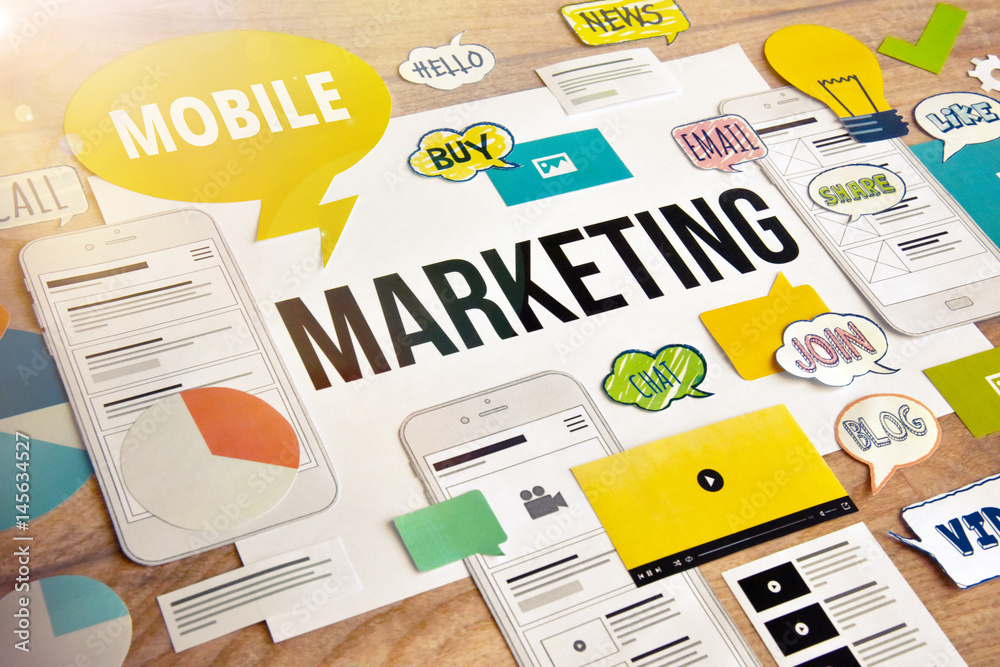 NEWS
HELLO
MOBILE
BUY
EMAIL
LIKE
SHARE
CALL
MARKETING
JOIN
CHAT
BLOG
VID
#145634527
Adobe Stock